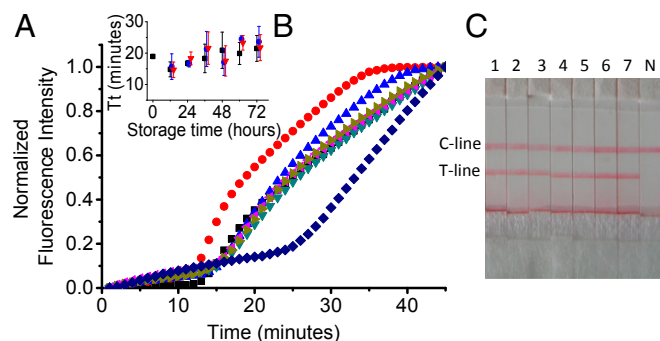 A
B
C
Tt (minutes)
30
20
10
0
0 24 48 72
Storage time (hours)
Normalized
Fluorescence Intensity
1.0
0.8
0.6
0.4
0.2
0.0
0 10 20 30 40
Time (minutes)
1 2 3 4 5 6 7 N
C-line
T-line